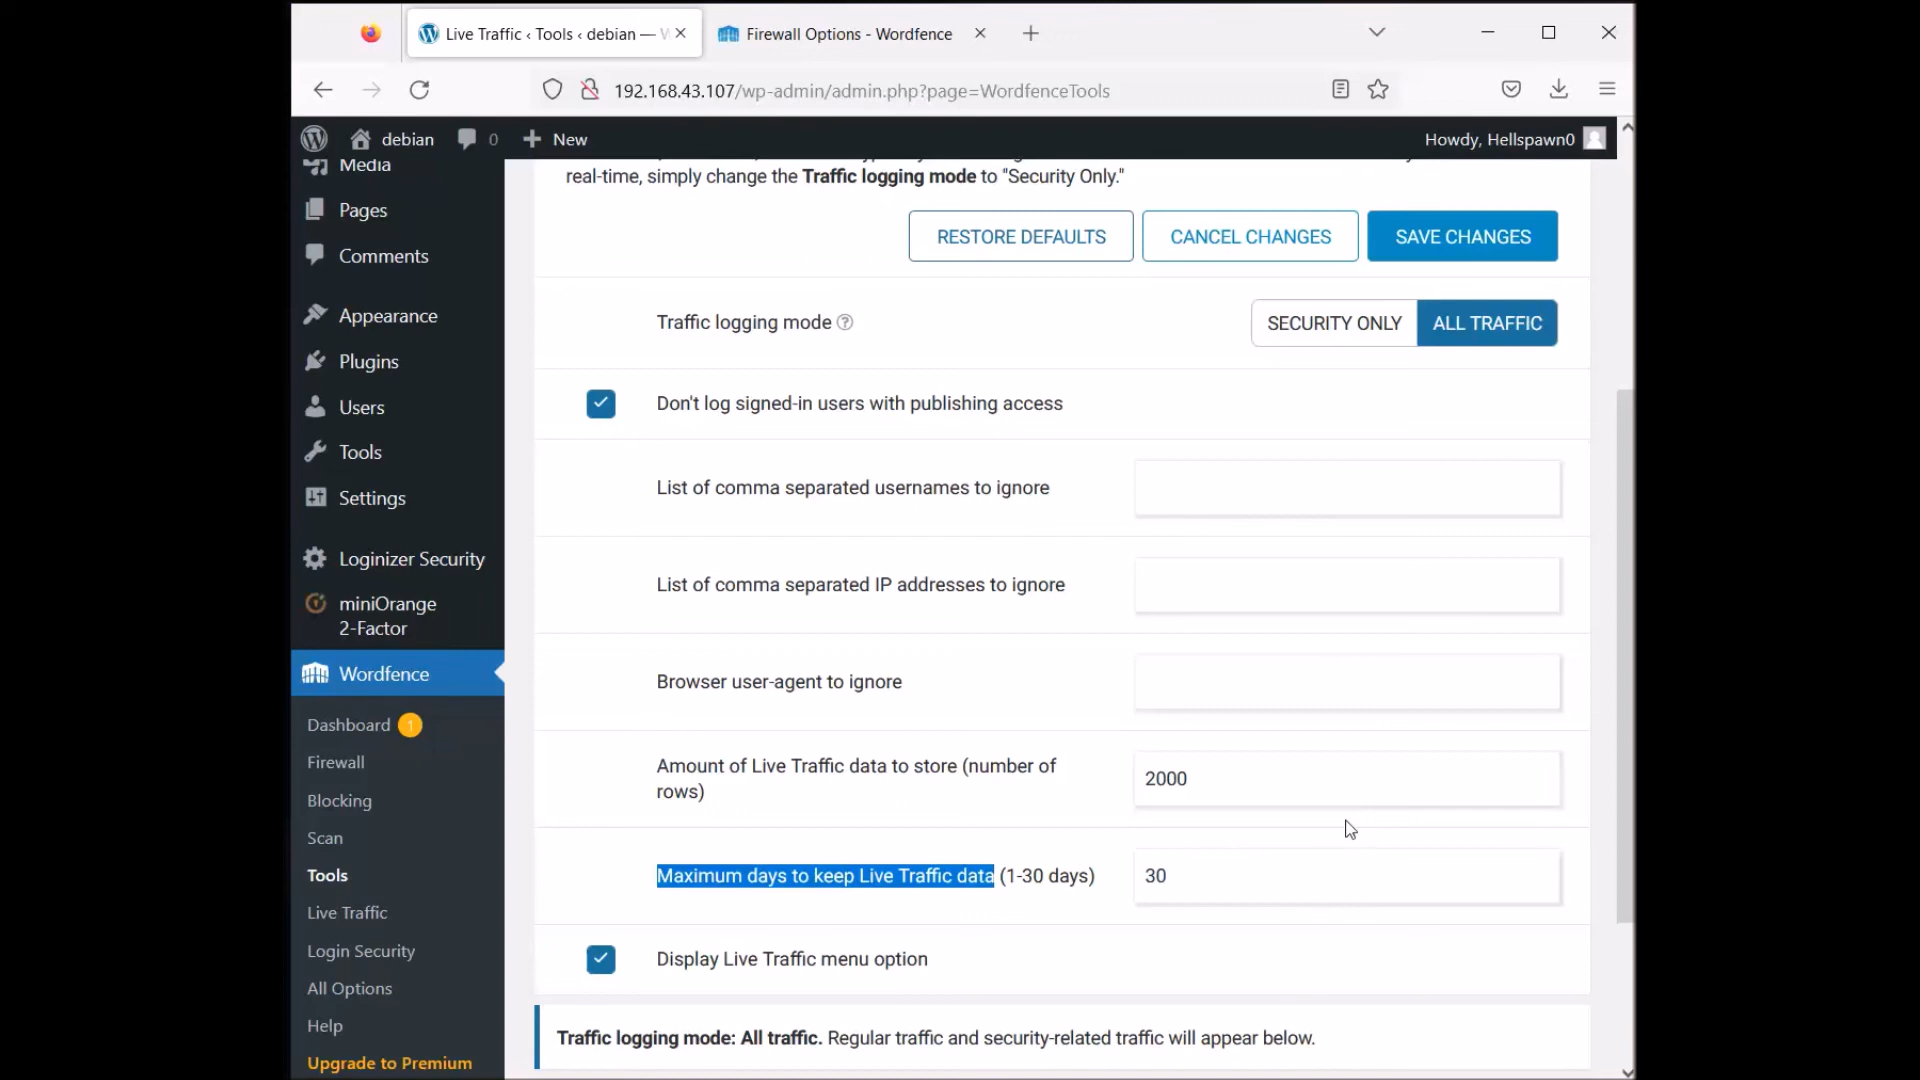 Live Traffic ‹ Tools ‹ debian — W
Firewall Options - Wordfence
192.168.43.107/wp-admin/admin.php?page=WordfenceTools
debian
0
New
Howdy, Hellspawn0
Media
Pages
Comments
Appearance
Plugins
Users
Tools
Settings
Loginizer Security
miniOrange
2-Factor
Wordfence
Dashboard 1
Firewall
Blocking
Scan
Tools
Live Traffic
Login Security
All Options
Help
Upgrade to Premium
real-time, simply change the Traffic logging mode to "Security Only."
RESTORE DEFAULTS
CANCEL CHANGES
SAVE CHANGES
Traffic logging mode ?
SECURITY ONLY
ALL TRAFFIC
Don't log signed-in users with publishing access
List of comma separated usernames to ignore
List of comma separated IP addresses to ignore
Browser user-agent to ignore
Amount of Live Traffic data to store (number of
rows)
2000
Maximum days to keep Live Traffic data (1-30 days)
30
Display Live Traffic menu option
Traffic logging mode: All traffic. Regular traffic and security-related traffic will appear below.